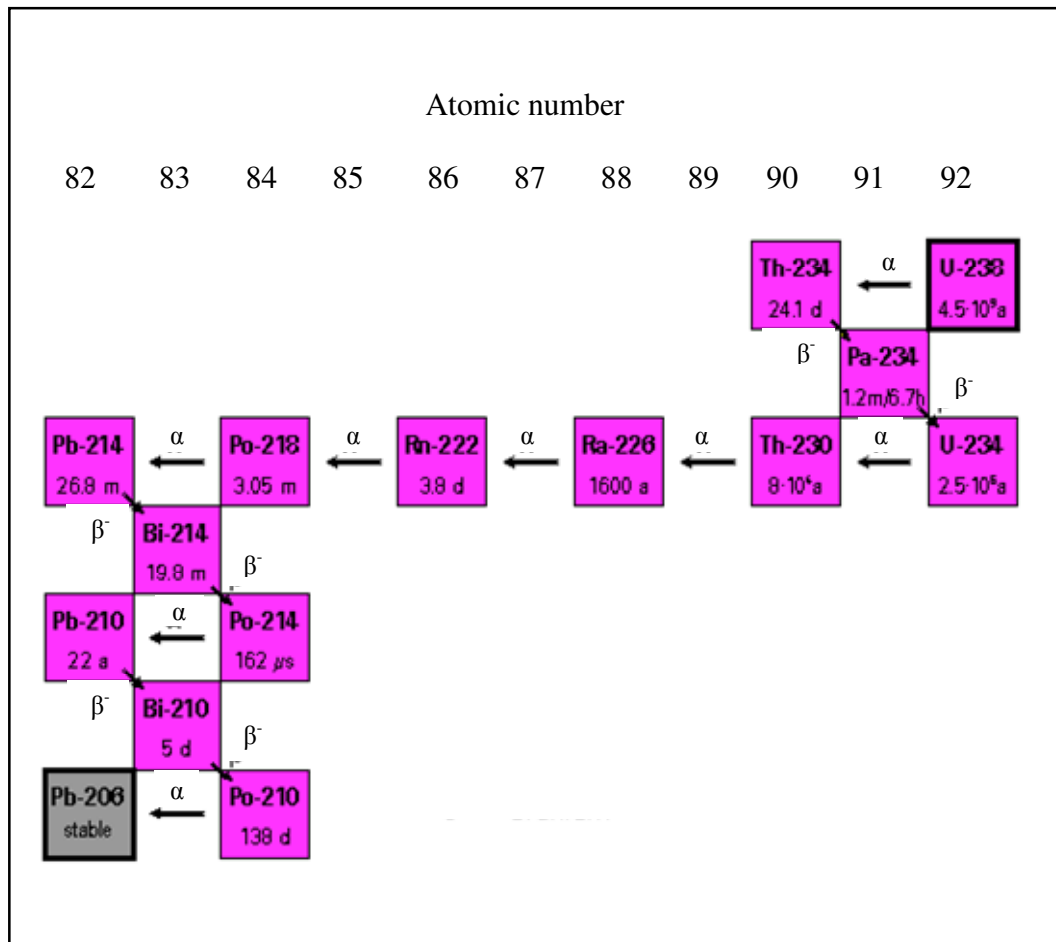 Atomic number
82 83 84 85 86 87 88 89 90 91 92
Th-234 α U-238
24.1 d 4.5·10⁹a
β⁻ Pa-234 β⁻
1.2m/6.7h
Pb-214 α Po-218 α Rn-222 α Ra-226 α Th-230 α U-234
26.8 m 3.05 m 3.8 d 1600 a 8·10⁴a 2.5·10⁵a
β⁻ Bi-214 β⁻
19.8 m
Pb-210 α Po-214
22 a 162 µs
β⁻ Bi-210 β⁻
5 d
Pb-206 α Po-210
stable 138 d